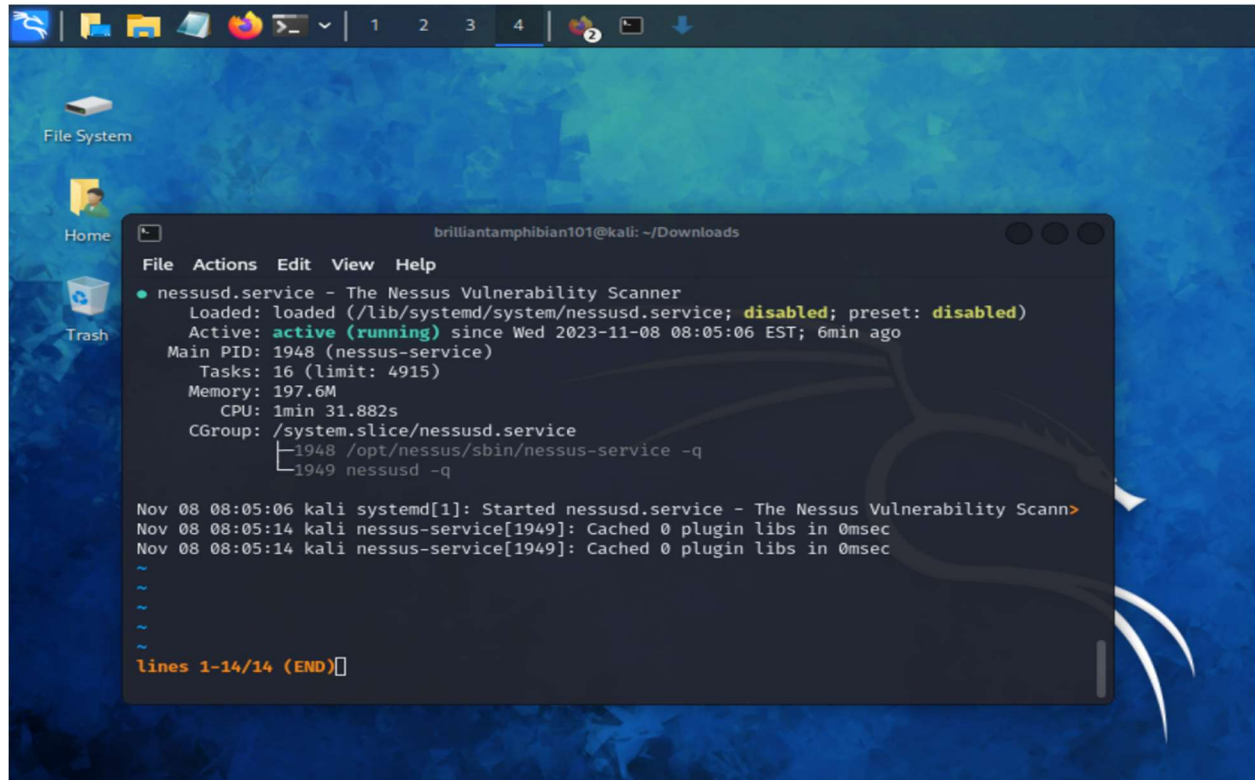 1 2 3 4 2
File System
Home
Trash
brilliantamphibian101@kali: ~/Downloads
File Actions Edit View Help
● nessusd.service - The Nessus Vulnerability Scanner
Loaded: loaded (/lib/systemd/system/nessusd.service; disabled; preset: disabled)
Active: active (running) since Wed 2023-11-08 08:05:06 EST; 6min ago
Main PID: 1948 (nessus-service)
Tasks: 16 (limit: 4915)
Memory: 197.6M
CPU: 1min 31.882s
CGroup: /system.slice/nessusd.service
├─1948 /opt/nessus/sbin/nessus-service -q
└─1949 nessusd -q
Nov 08 08:05:06 kali systemd[1]: Started nessusd.service - The Nessus Vulnerability Scann>
Nov 08 08:05:14 kali nessus-service[1949]: Cached 0 plugin libs in 0msec
Nov 08 08:05:14 kali nessus-service[1949]: Cached 0 plugin libs in 0msec
~
~
~
~
~
lines 1-14/14 (END)